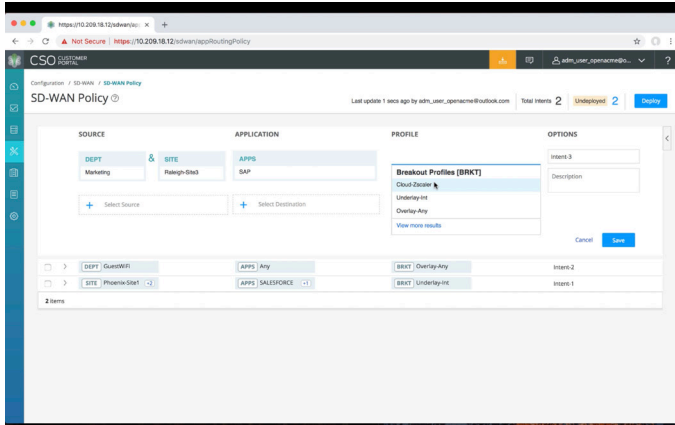 https://10.209.18.12/sdwan/app
Not Secure https://10.209.18.12/sdwan/appRoutingPolicy
CSO CUSTOMER PORTAL
adm_user_openacme@o...
?
Configuration / SD-WAN / SD-WAN Policy
SD-WAN Policy ?
Last update 1 secs ago by adm_user_openacme@outlook.com Total Intents 2 Undeployed 2 Deploy
SOURCE APPLICATION PROFILE OPTIONS
DEPT & SITE APPS
Marketing Raleigh-Site3 SAP
Intent-3
Description
Breakout Profiles [BRKT]
Cloud-Zscaler
Underlay-Int
Overlay-Any
View more results
+ Select Source + Select Destination
Cancel Save
DEPT GuestWiFi APPS Any BRKT Overlay-Any Intent-2
SITE Phoenix-Site1 +2 APPS SALESFORCE +1 BRKT Underlay-Int Intent-1
2 items